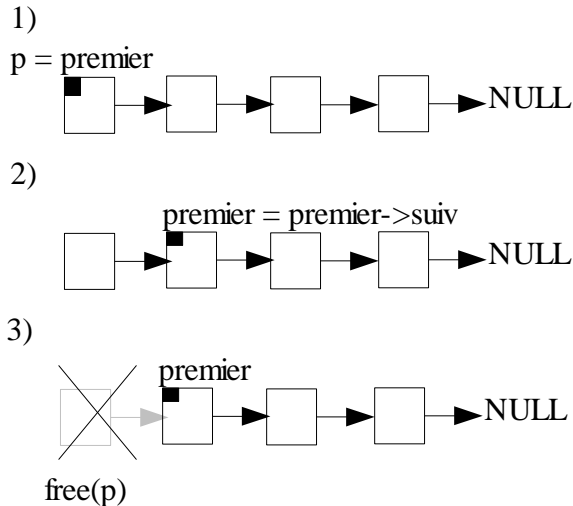 1)
p = premier
NULL
2)
premier = premier->suiv
NULL
3)
premier
NULL
free(p)